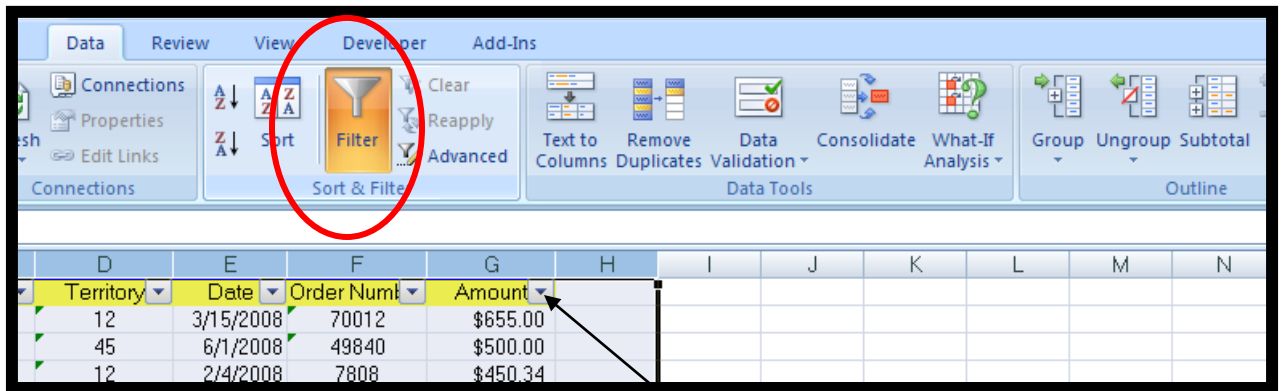 Data Review View Developer Add-Ins
Connections
Properties
Edit Links
esh
Connections
A Z
Z A
A Z Z A
Sort
Filter
Clear
Reapply
Advanced
Sort & Filte
Text to Columns
Remove Duplicates
Data Validation
Consolidate
What-If Analysis
Data Tools
Group
Ungroup
Subtotal
Outline
D E F G H I J K L M N
Territory Date Order Numb Amount
12 3/15/2008 70012 $655.00
45 6/1/2008 49840 $500.00
12 2/4/2008 7808 $450.34